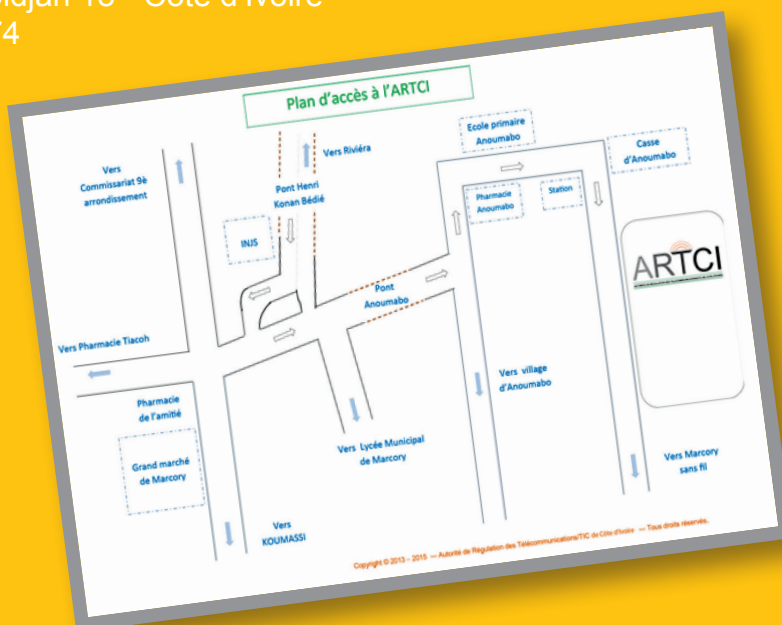 Côte d'Ivoire
74
Plan d'accès à l'ARTCI
Vers
Commissariat 9è
arrondissement
Vers Riviéra
Pont Henri
Konan Bédié
INJS
Ecole primaire
Anoumabo
Casse
d'Anoumabo
Pharmacie
Anoumabo
Station
ARTCI
Pont
Anoumabo
Vers Pharmacie Tiacoh
Pharmacie
de l'amitié
Grand marché
de Marcory
Vers village
d'Anoumabo
Vers Lycée Municipal
de Marcory
Vers Marcory
sans fil
Vers
KOUMASSI
Copyright © 2013 - 2015 — Autorité de Régulation des Télécommunications/TIC de Côte d'Ivoire — Tous droits réservés.